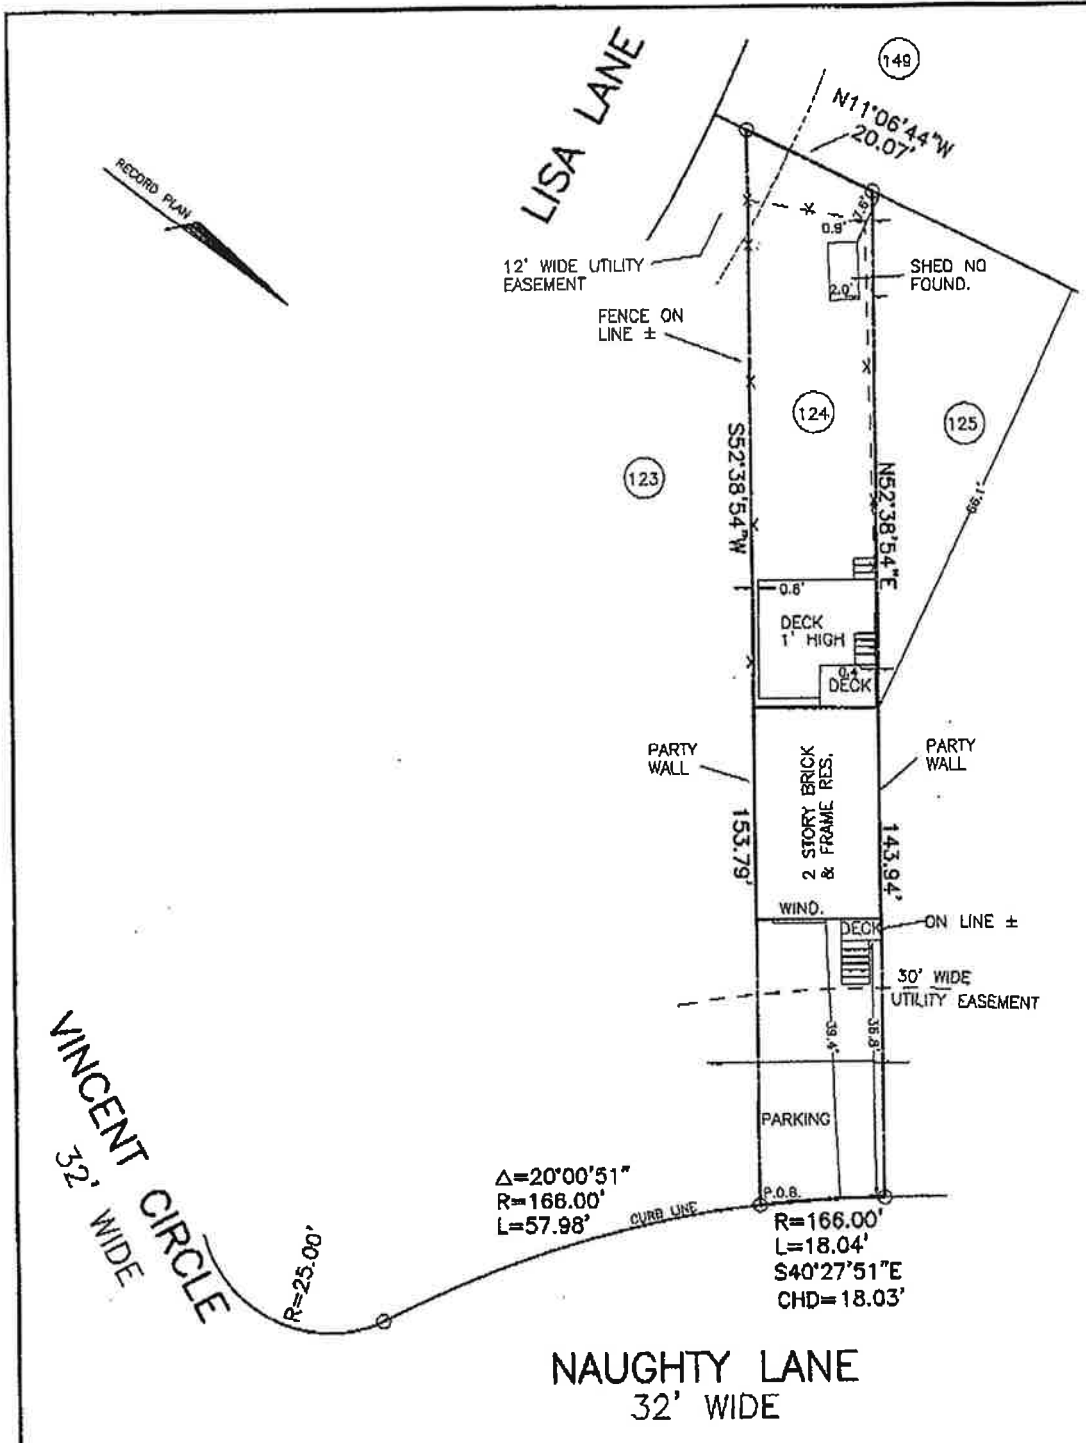 149
N11°06'44"W
20.07'
LISA LANE
RECORD PLAN
7.6'
0.9'
12' WIDE UTILITY
EASEMENT
SHED NO
FOUND.
2.0'
FENCE ON
LINE ±
124
125
123
S52°38'54"W
N52°38'54"E
66.1'
0.6'
DECK
1' HIGH
0.4
DECK
PARTY
WALL
PARTY
WALL
2 STORY BRICK
& FRAME RES.
153.79'
143.94'
WIND.
DECK
ON LINE ±
30' WIDE
UTILITY EASEMENT
39.4'
35.8'
PARKING
VINCENT CIRCLE
32' WIDE
Δ=20°00'51"
R=166.00'
L=57.98'
CURB LINE
P.O.B.
R=166.00'
L=18.04'
S40°27'51"E
CHD=18.03'
R=25.00'
NAUGHTY LANE
32' WIDE